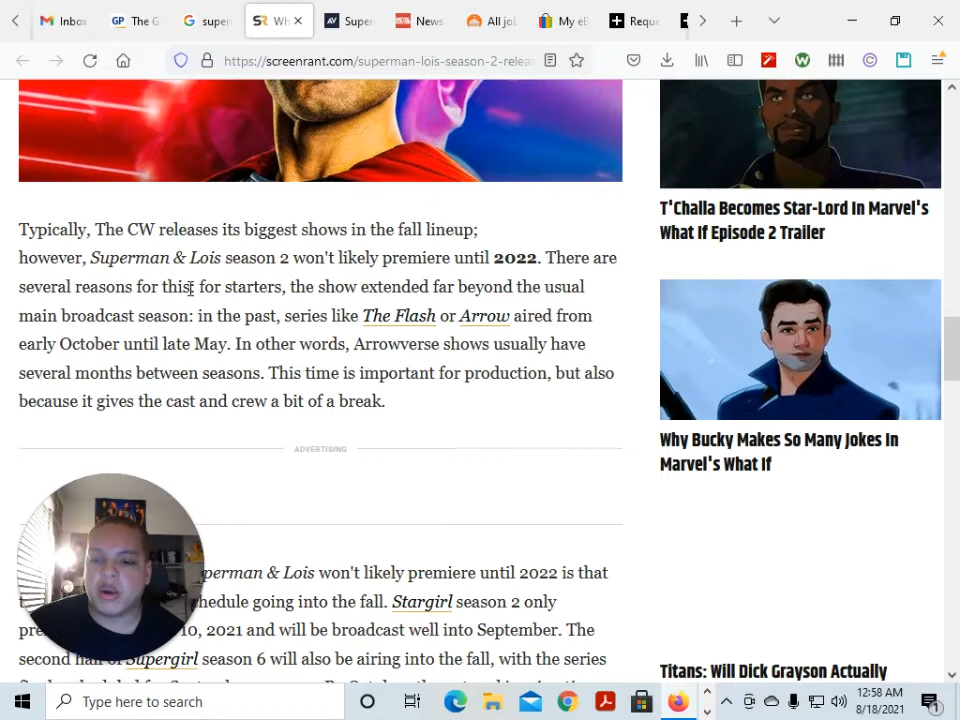 Inbox
GP The G
G super
SR Wh
AV Super
News
All jo
My eB
Reque
https://screenrant.com/superman-lois-season-2-relea
Typically, The CW releases its biggest shows in the fall lineup;
however, Superman & Lois season 2 won't likely premiere until 2022. There are
several reasons for this; for starters, the show extended far beyond the usual
main broadcast season: in the past, series like The Flash or Arrow aired from
early October until late May. In other words, Arrowverse shows usually have
several months between seasons. This time is important for production, but also
because it gives the cast and crew a bit of a break.
ADVERTISING
perman & Lois won't likely premiere until 2022 is that
hedule going into the fall. Stargirl season 2 only
10, 2021 and will be broadcast well into September. The
second half of Supergirl season 6 will also be airing into the fall, with the series
T'Challa Becomes Star-Lord In Marvel's
What If Episode 2 Trailer
Why Bucky Makes So Many Jokes In
Marvel's What If
Titans: Will Dick Grayson Actually
Type here to search
12:58 AM
8/18/2021
1